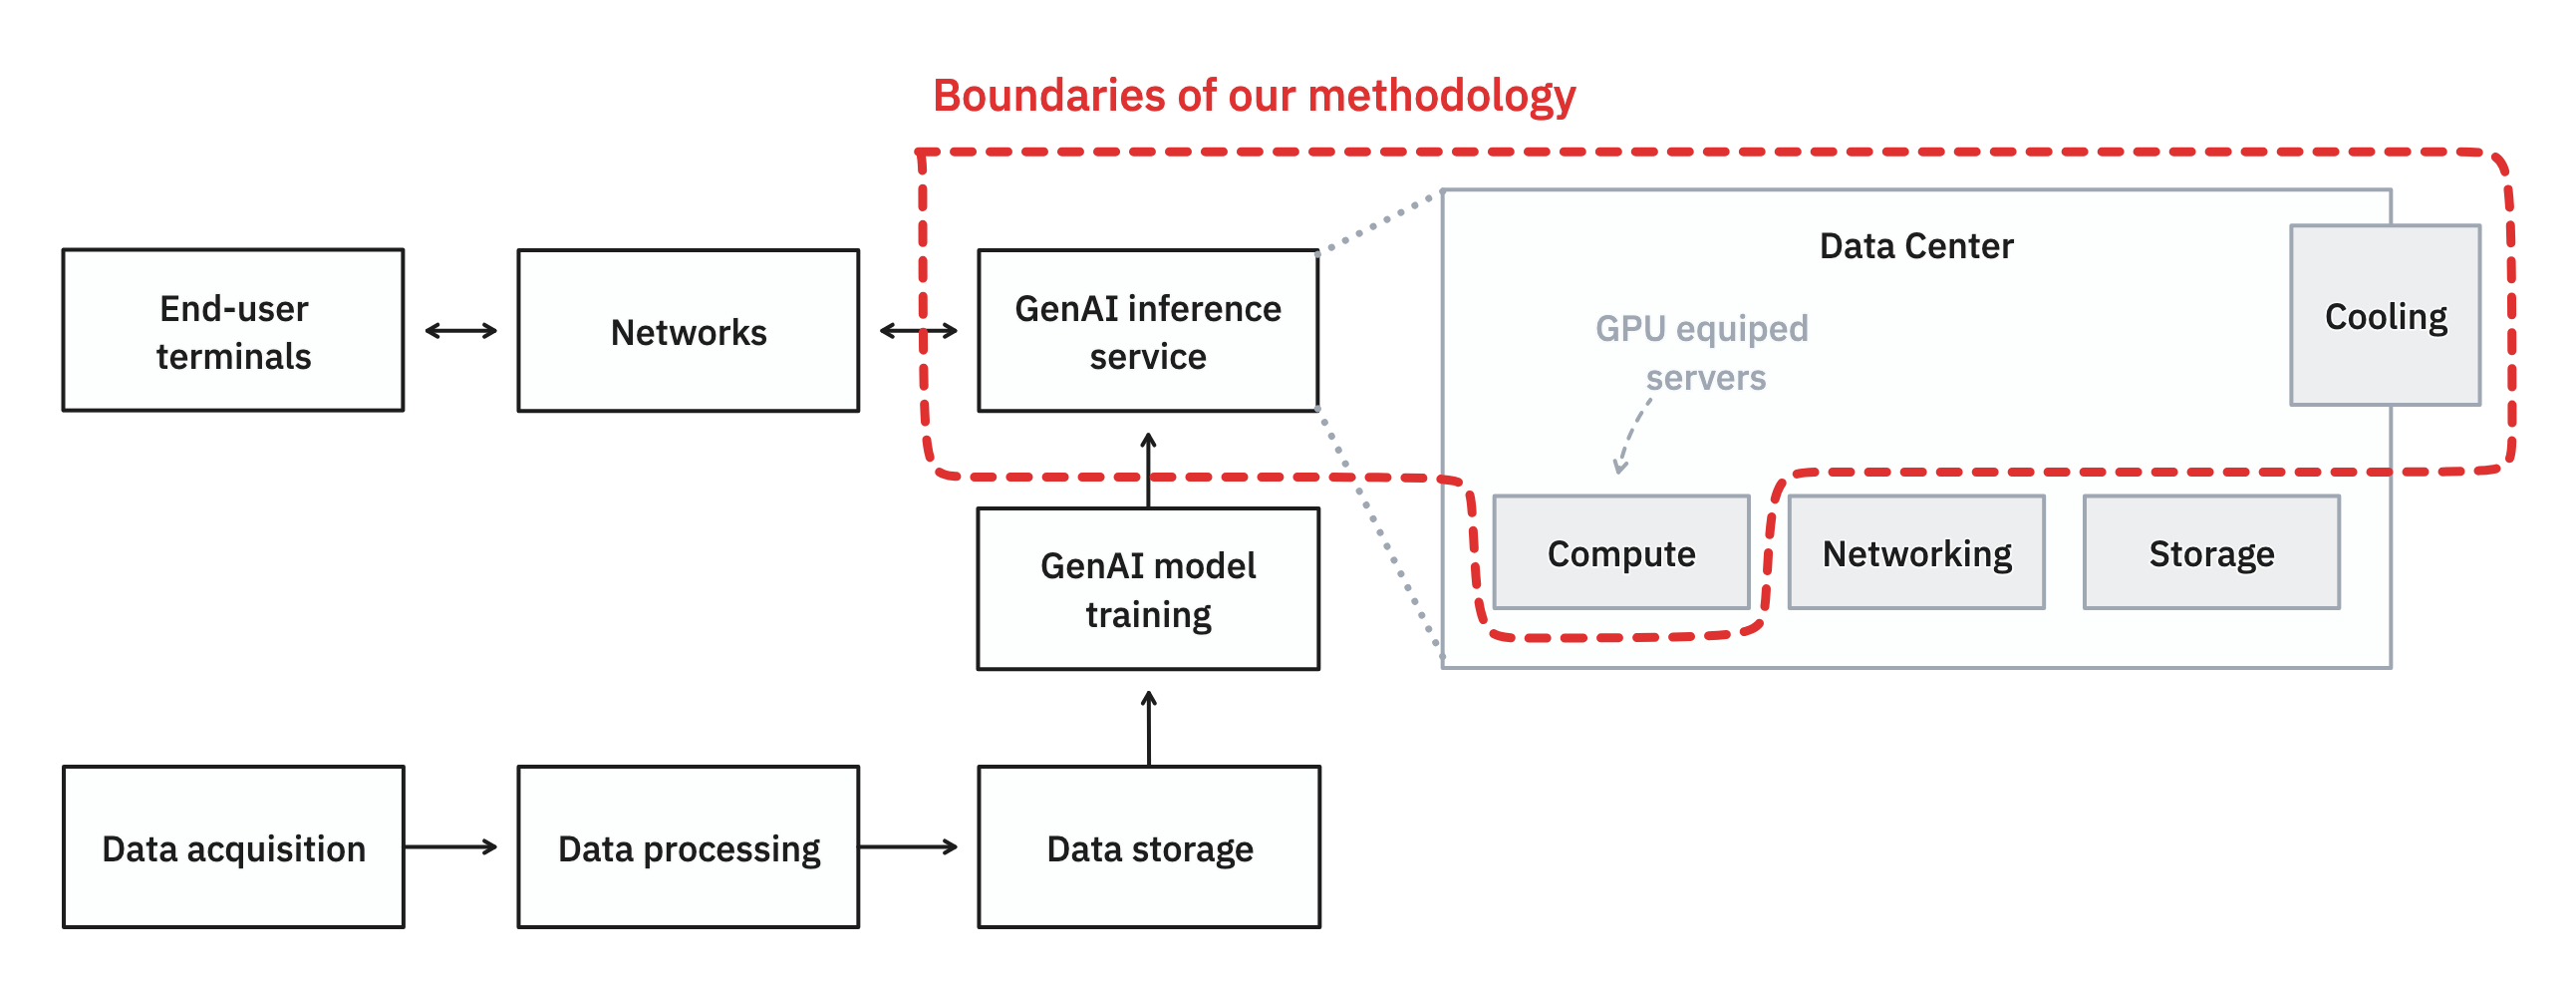 Boundaries of our methodology
End-user
terminals
Networks
GenAI inference
service
Data Center
GPU equiped
servers
Cooling
Compute
Networking
Storage
GenAI model
training
Data acquisition
Data processing
Data storage